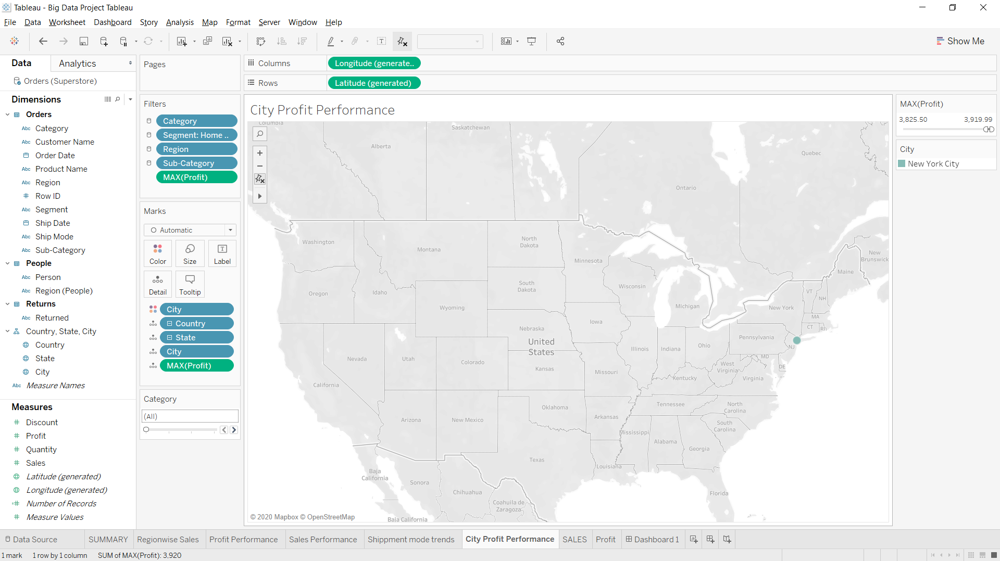 Tableau - Big Data Project Tableau
File Data Worksheet Dashboard Story Analysis Map Format Server Window Help
Show Me
Data
Analytics
Orders (Superstore)
Dimensions
Orders
Abc Category
Abc Customer Name
Order Date
Abc Product Name
Abc Region
# Row ID
Abc Segment
Ship Date
Abc Ship Mode
Abc Sub-Category
People
Abc Person
Abc Region (People)
Returns
Abc Returned
Country, State, City
Country
State
City
Abc Measure Names
Measures
# Discount
# Profit
# Quantity
# Sales
Latitude (generated)
Longitude (generated)
=# Number of Records
# Measure Values
Pages
Filters
Category
Segment: Home ..
Region
Sub-Category
MAX(Profit)
Marks
Automatic
Color
Size
Label
Detail
Tooltip
City
Country
State
City
MAX(Profit)
Category
(All)
Columns
Longitude (generate..
Rows
Latitude (generated)
City Profit Performance
Columbia
Saskatchewan
Alberta
Quebec
Ontario
Washington
North
Dakota
Montana
Minnesota
New
Brunswick
Maine
Oregon
Idaho
South
Dakota
Wisconsin
VT
NH
Wyoming
Michigan
New York
MA
Iowa
CT
RI
Nebraska
United
States
Pennsylvania
NJ
Illinois
Indiana
Ohio
Nevada
Utah
Colorado
MD
DE
West
Virginia
Kansas
Missouri
Kentucky
Virginia
California
Tennessee
North
Carolina
Oklahoma
Arizona
New Mexico
Arkansas
South
Carolina
Mississippi
Alabama
Georgia
Texas
Louisiana
Baja
California
Sonora
Chihuahua
Florida
Coahuila de
Zaragoza
Baja California
© 2020 Mapbox © OpenStreetMap
MAX(Profit)
3,825.50 3,919.99
City
New York City
Data Source
SUMMARY
Regionwise Sales
Profit Performance
Sales Performance
Shippment mode trends
City Profit Performance
SALES
Profit
Dashboard 1
1 mark 1 row by 1 column SUM of MAX(Profit): 3,920